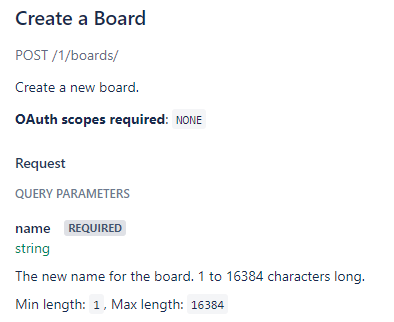 Create a Board
POST /1/boards/
Create a new board.
OAuth scopes required: NONE
Request
QUERY PARAMETERS
name REQUIRED
string
The new name for the board. 1 to 16384 characters long.
Min length: 1, Max length: 16384